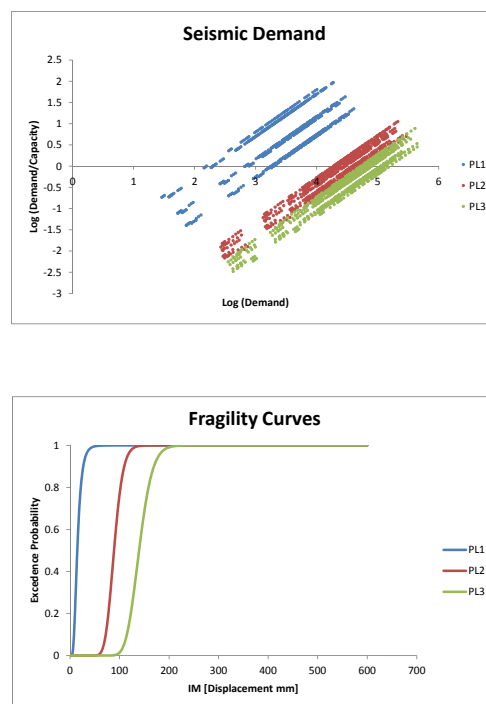 Seismic Demand
2.5
2
1.5
1
0.5
0
-0.5
-1
-1.5
-2
-2.5
-3
0 1 2 3 4 5 6
Log (Demand/Capacity)
Log (Demand)
PL1
PL2
PL3
Fragility Curves
1
0.8
0.6
0.4
0.2
0
0 100 200 300 400 500 600 700
Excedence Probability
IM [Displacement mm]
PL1
PL2
PL3